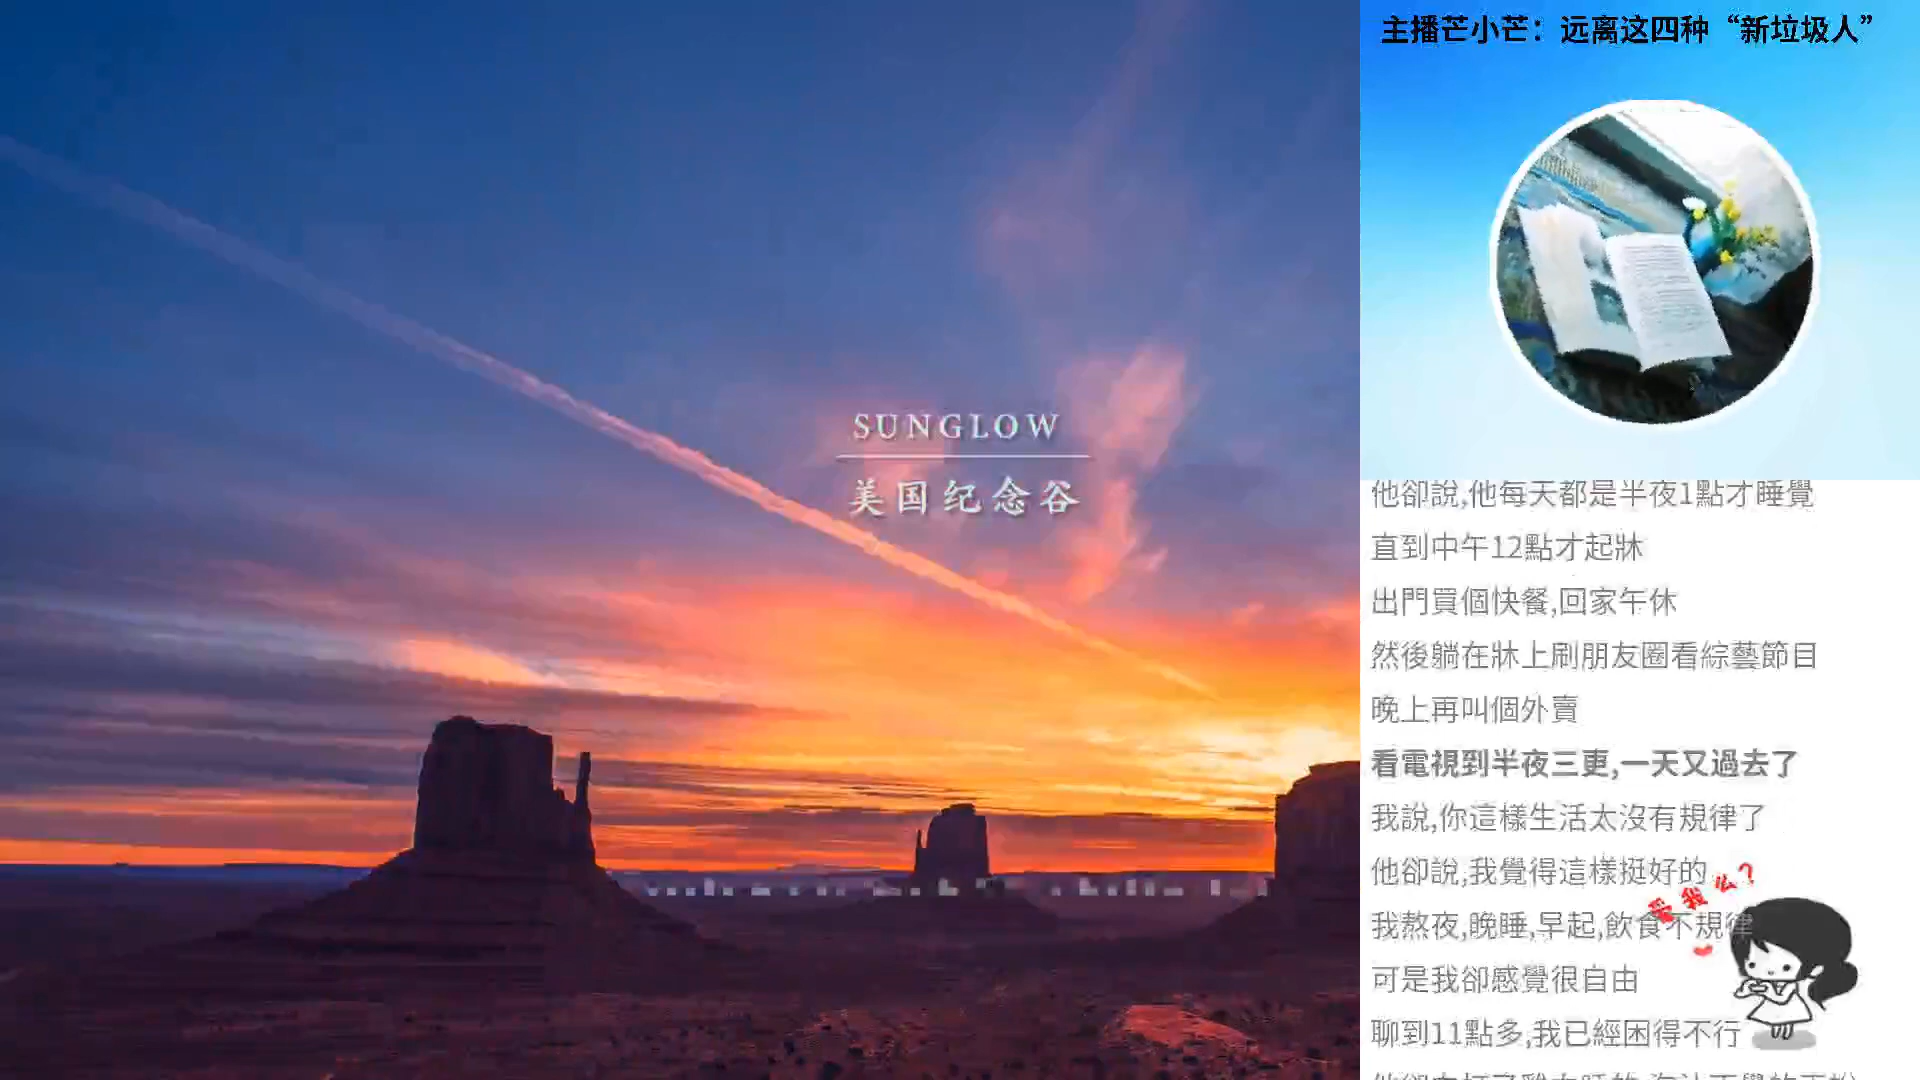 主播芒小芒：远离这四种“新垃圾人”
SUNGLOW
美国纪念谷
他卻說,他每天都是半夜1點才睡覺
直到中午12點才起牀
出門買個快餐,回家午休
然後躺在牀上刷朋友圈看綜藝節目
晚上再叫個外賣
看電視到半夜三更,一天又過去了
我說,你這樣生活太沒有規律了
他卻說,我覺得這樣挺好的
我熬夜,晚睡,早起,飲食不規律
可是我卻感覺很自由
聊到11點多,我已經困得不行
爱我么?